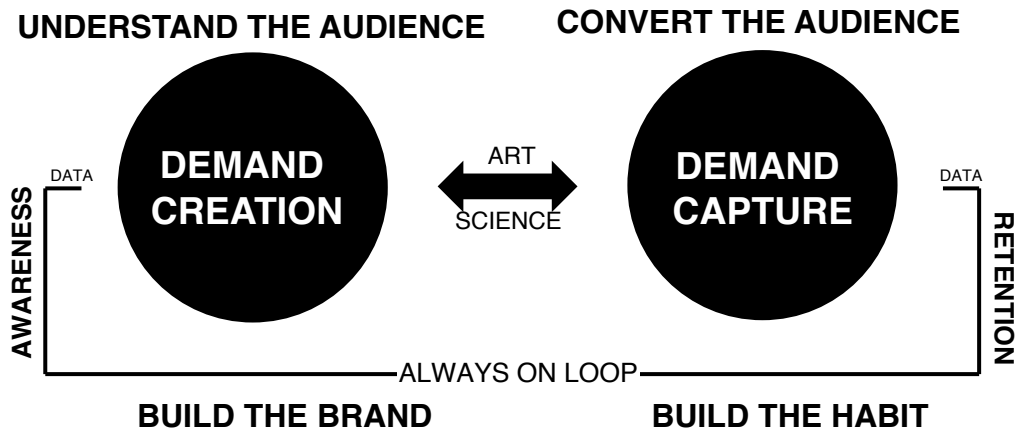 UNDERSTAND THE AUDIENCE
CONVERT THE AUDIENCE
DEMAND
CREATION
ART
SCIENCE
DEMAND
CAPTURE
DATA
DATA
AWARENESS
RETENTION
ALWAYS ON LOOP
BUILD THE BRAND
BUILD THE HABIT